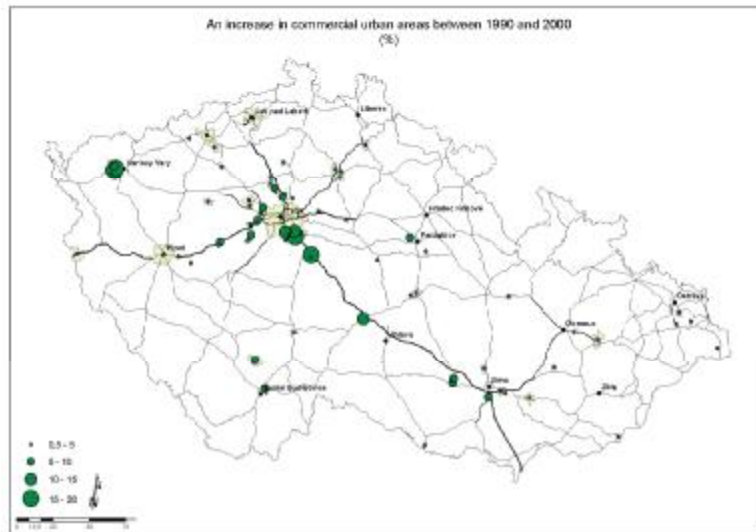 An increase in commercial urban areas between 1990 and 2000
(%)
Liberec
Karlovy Vary
Hradec Králové
Pardubice
Plzeň
Ostrava
Olomouc
Jihlava
Brno
Zlín
0,5 - 5
5 - 10
10 - 15
15 - 20